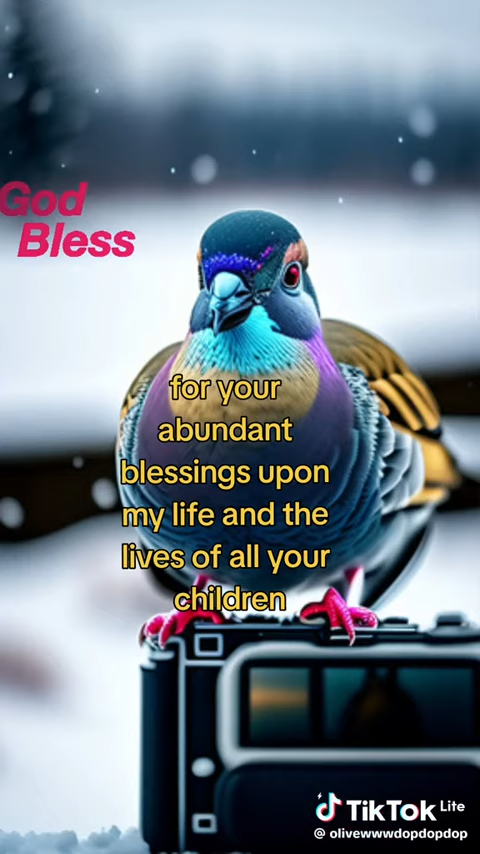 God
Bless
for your
abundant
blessings upon
my life and the
lives of all your
children
TikTok Lite
@ olivewwwdopdopdop